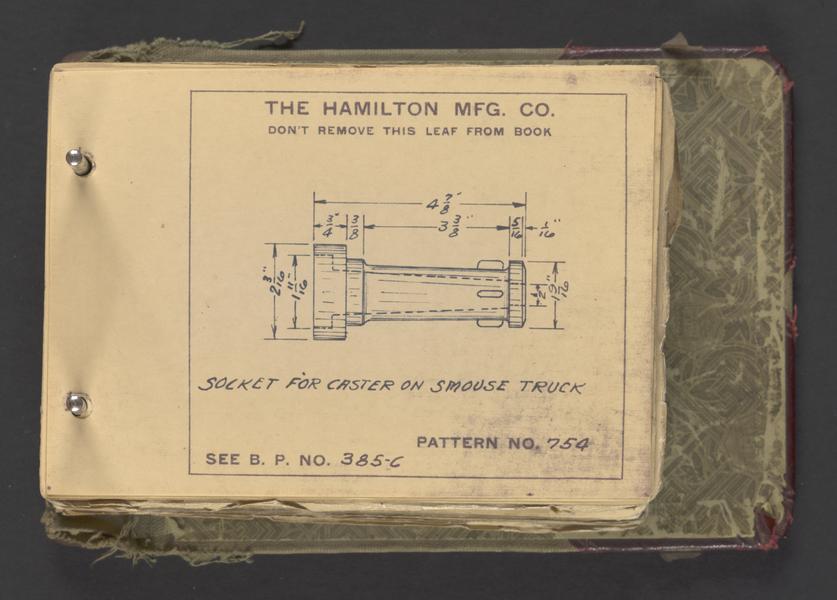 THE HAMILTON MFG. CO.
DON'T REMOVE THIS LEAF FROM BOOK
4 7/8"
3/4" 3/8 3 3/8" 5/16 1/16"
2 3/16" 1 11/16" 1/2" 1 9/16"
SOCKET FOR CASTER ON SMOUSE TRUCK
PATTERN NO. 754
SEE B. P. NO. 385-C